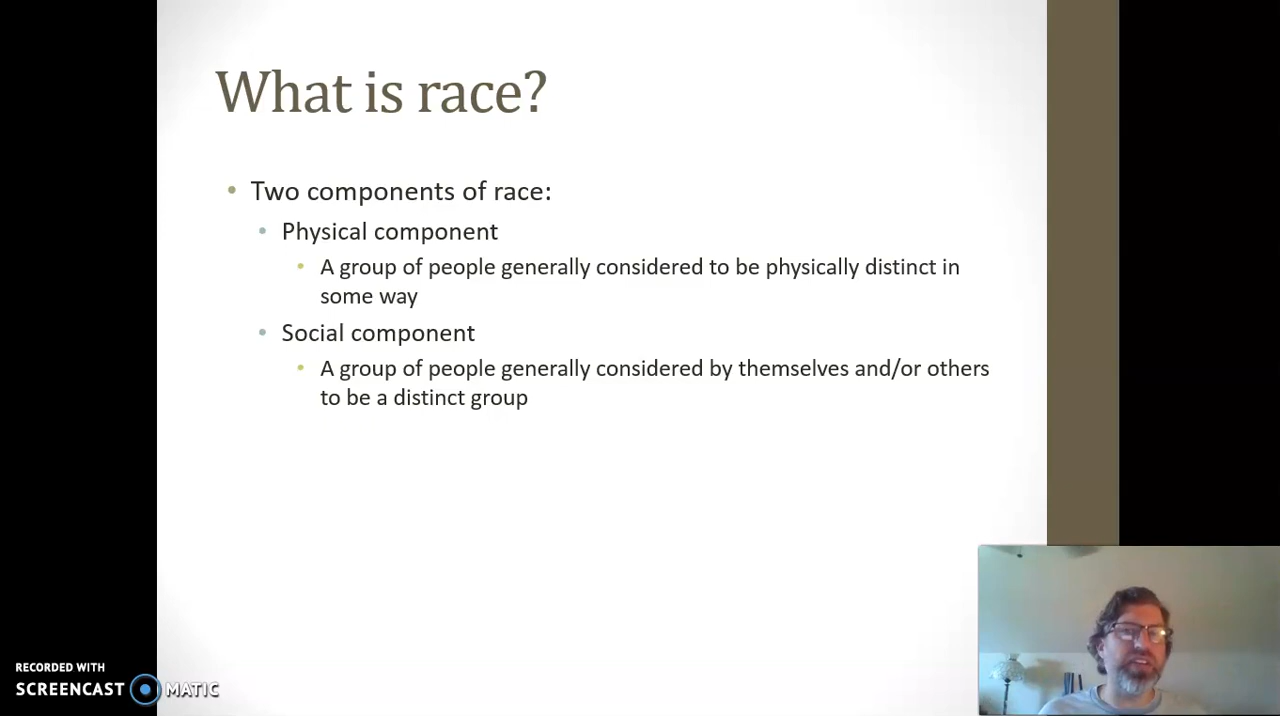 What is race?
• Two components of race:
• Physical component
• A group of people generally considered to be physically distinct in
some way
• Social component
• A group of people generally considered by themselves and/or others
to be a distinct group
RECORDED WITH
SCREENCAST MATIC